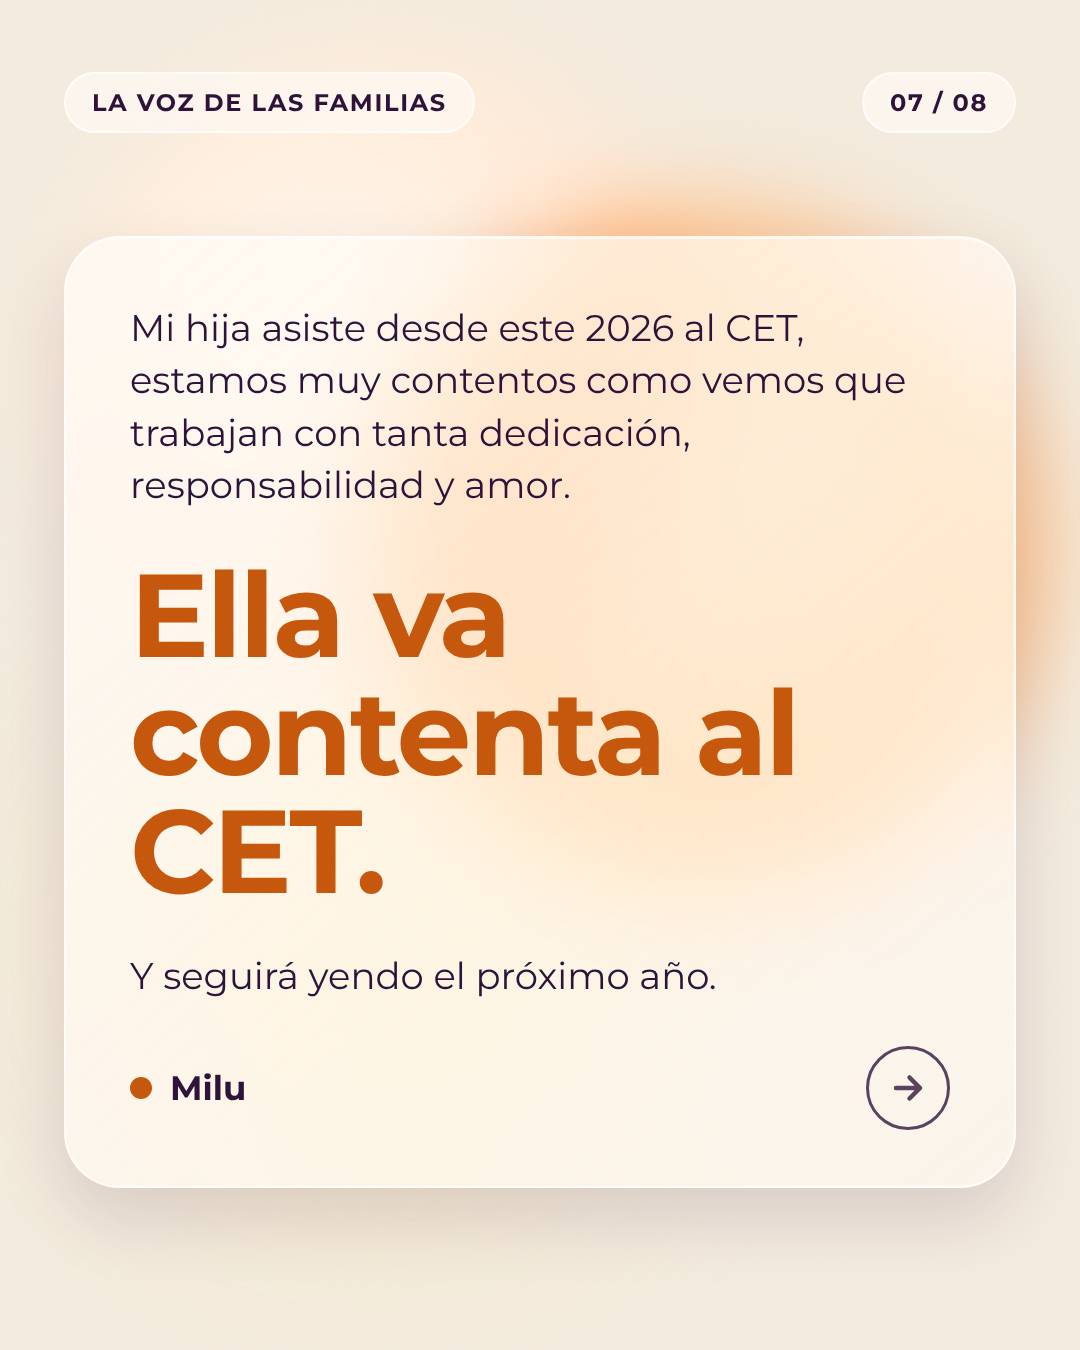 LA VOZ DE LAS FAMILIAS
07 / 08
Mi hija asiste desde este 2026 al CET,
estamos muy contentos como vemos que
trabajan con tanta dedicación,
responsabilidad y amor.
Ella va
contenta al
CET.
Y seguirá yendo el próximo año.
Milu